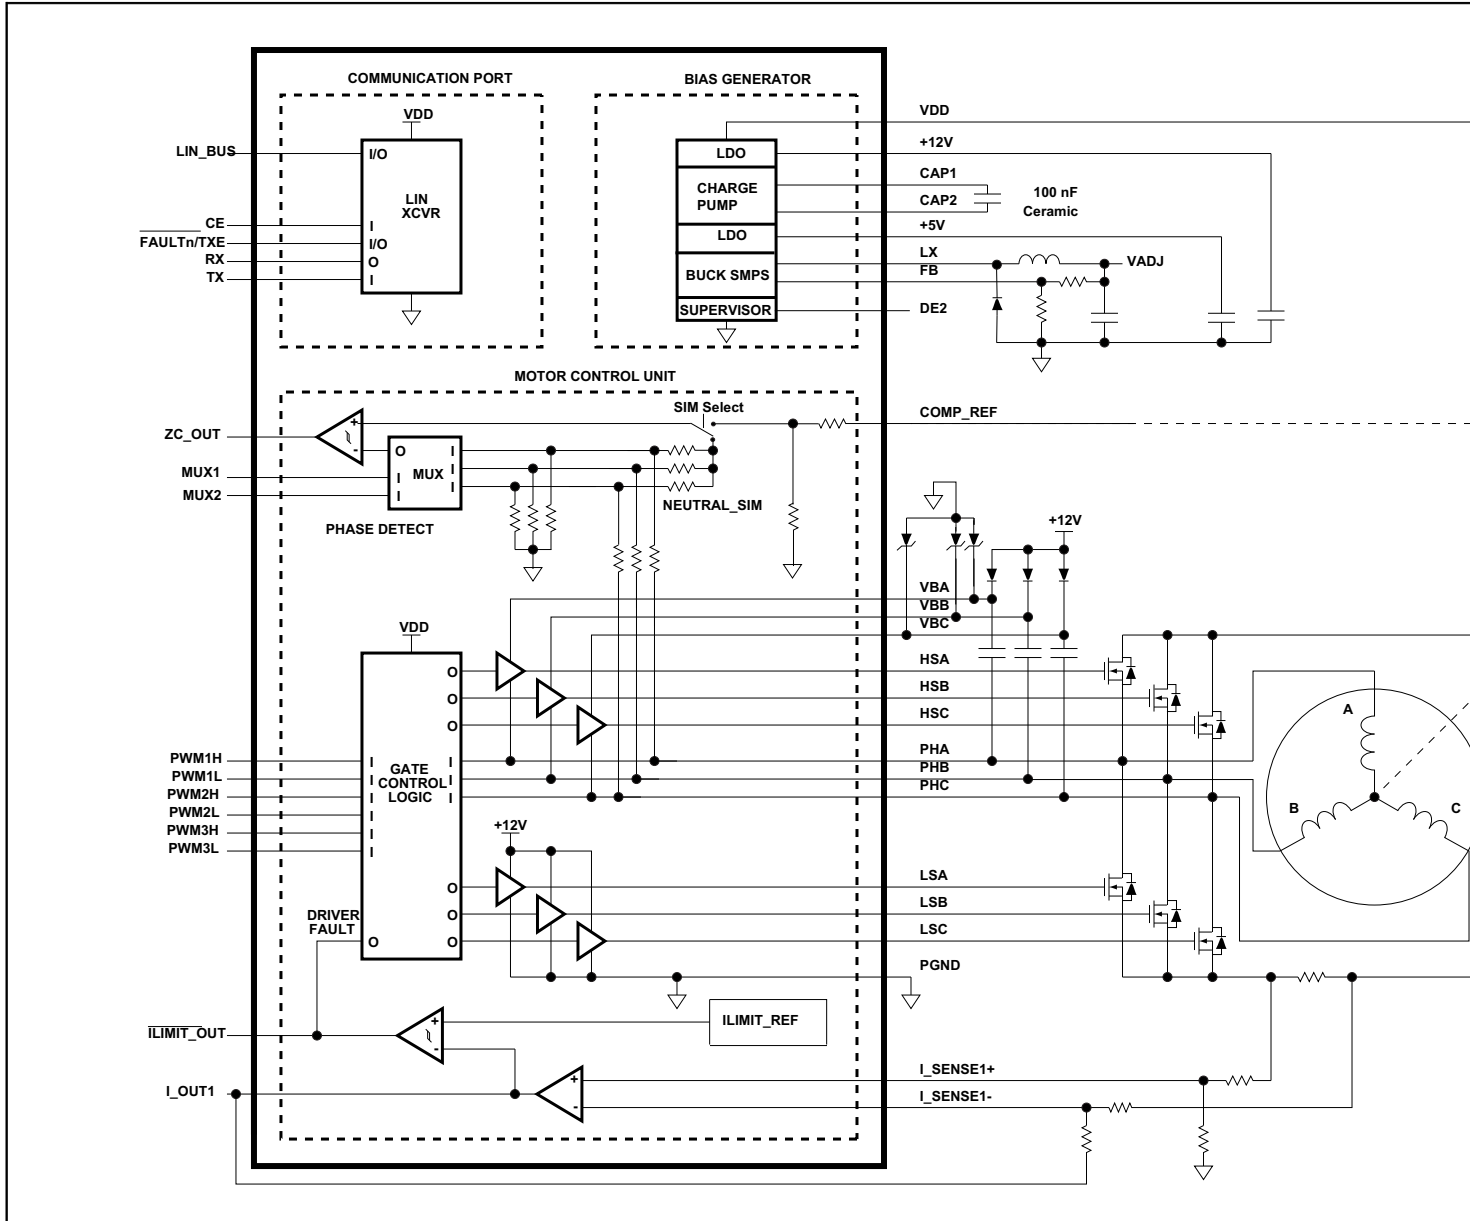 COMMUNICATION PORT
BIAS GENERATOR
VDD
LIN_BUS
I/O
LIN
XCVR
CE
I
FAULTn/TXE
I/O
RX
O
TX
I
LDO
CHARGE
PUMP
LDO
BUCK SMPS
SUPERVISOR
VDD
+12V
CAP1
CAP2
100 nF
Ceramic
+5V
LX
FB
VADJ
DE2
MOTOR CONTROL UNIT
SIM Select
COMP_REF
ZC_OUT
+
-
O
I
MUX1
I
MUX
I
MUX2
I
I
NEUTRAL_SIM
PHASE DETECT
+12V
VBA
VBB
VBC
VDD
O
HSA
O
HSB
O
HSC
PWM1H
I
I
PHA
PWM1L
I
GATE
CONTROL
LOGIC
I
PHB
PWM2H
I
I
PHC
PWM2L
I
PWM3H
I
PWM3L
I
A
B
C
+12V
O
LSA
O
LSB
DRIVER
FAULT
O
O
LSC
PGND
ILIMIT_OUT
+
-
ILIMIT_REF
I_OUT1
+
-
I_SENSE1+
I_SENSE1-